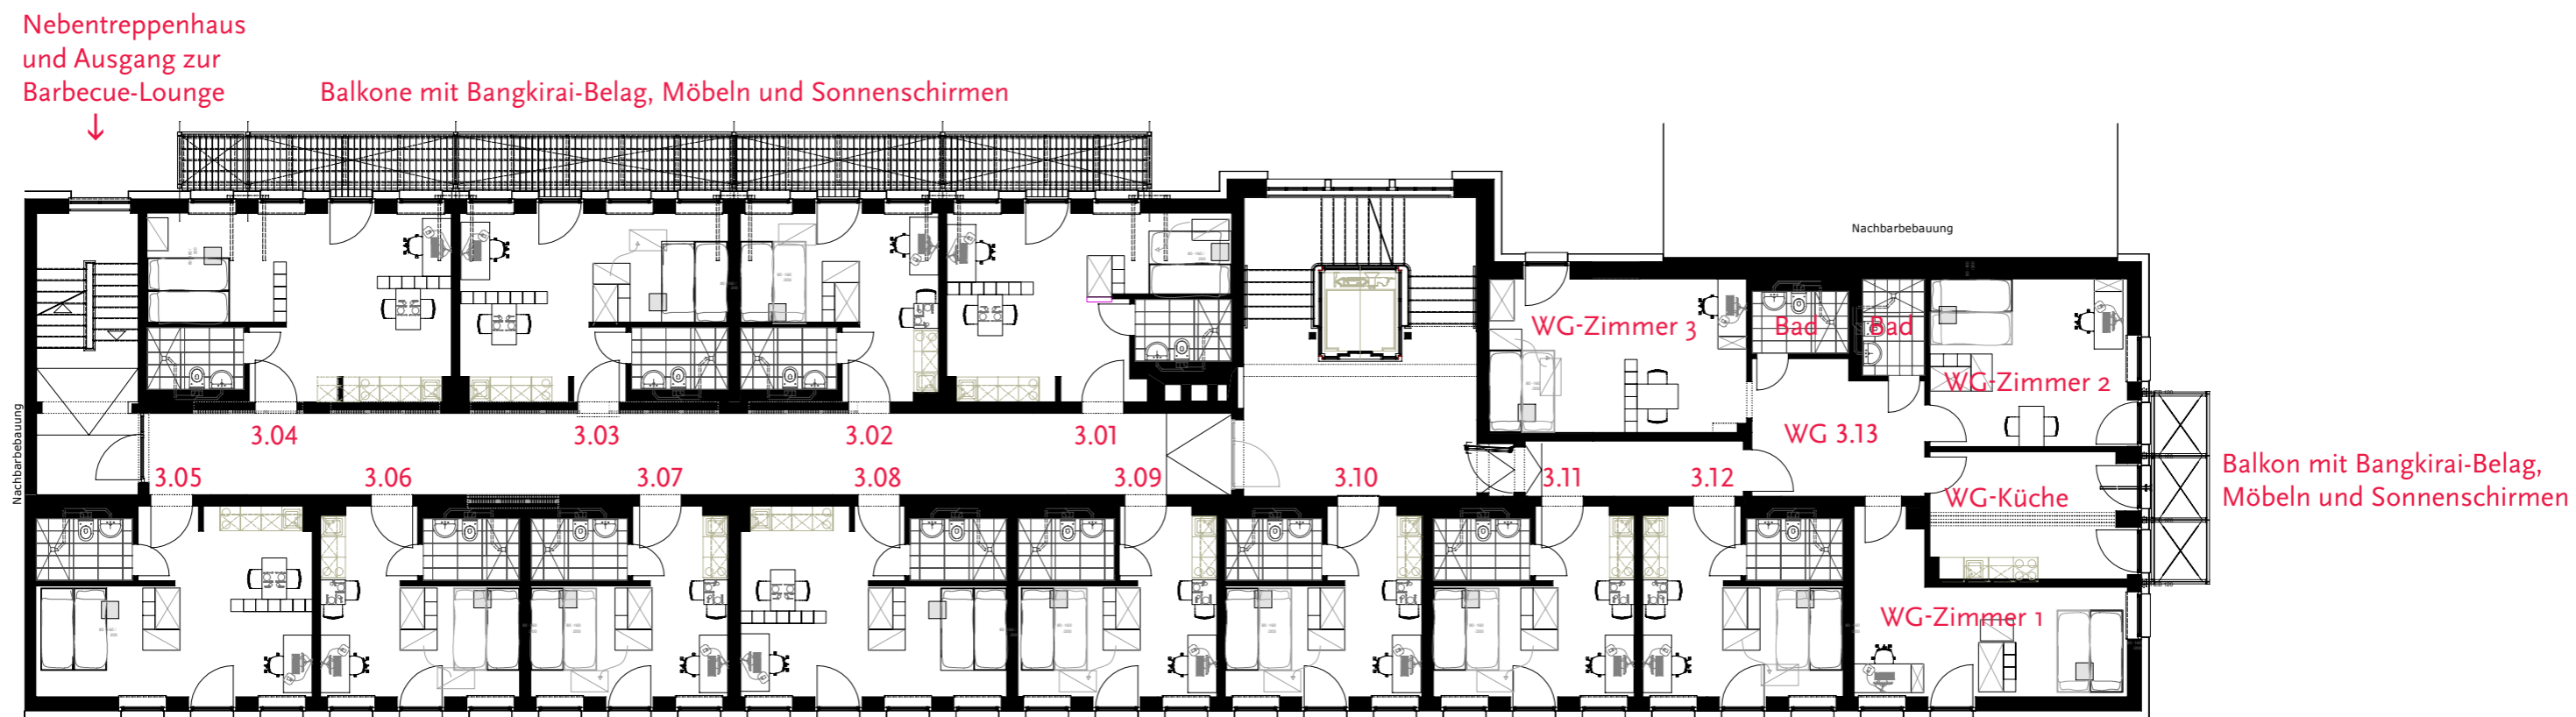 Nebentreppenhaus
und Ausgang zur
Barbecue-Lounge
Balkone mit Bangkirai-Belag, Möbeln und Sonnenschirmen
Nachbarbebauung
WG-Zimmer 3
Bad
Bad
WG-Zimmer 2
Nachbarbebauung
3.04
3.03
3.02
3.01
WG 3.13
3.05
3.06
3.07
3.08
3.09
3.10
3.11
3.12
WG-Küche
Balkon mit Bangkirai-Belag,
Möbeln und Sonnenschirmen
WG-Zimmer 1